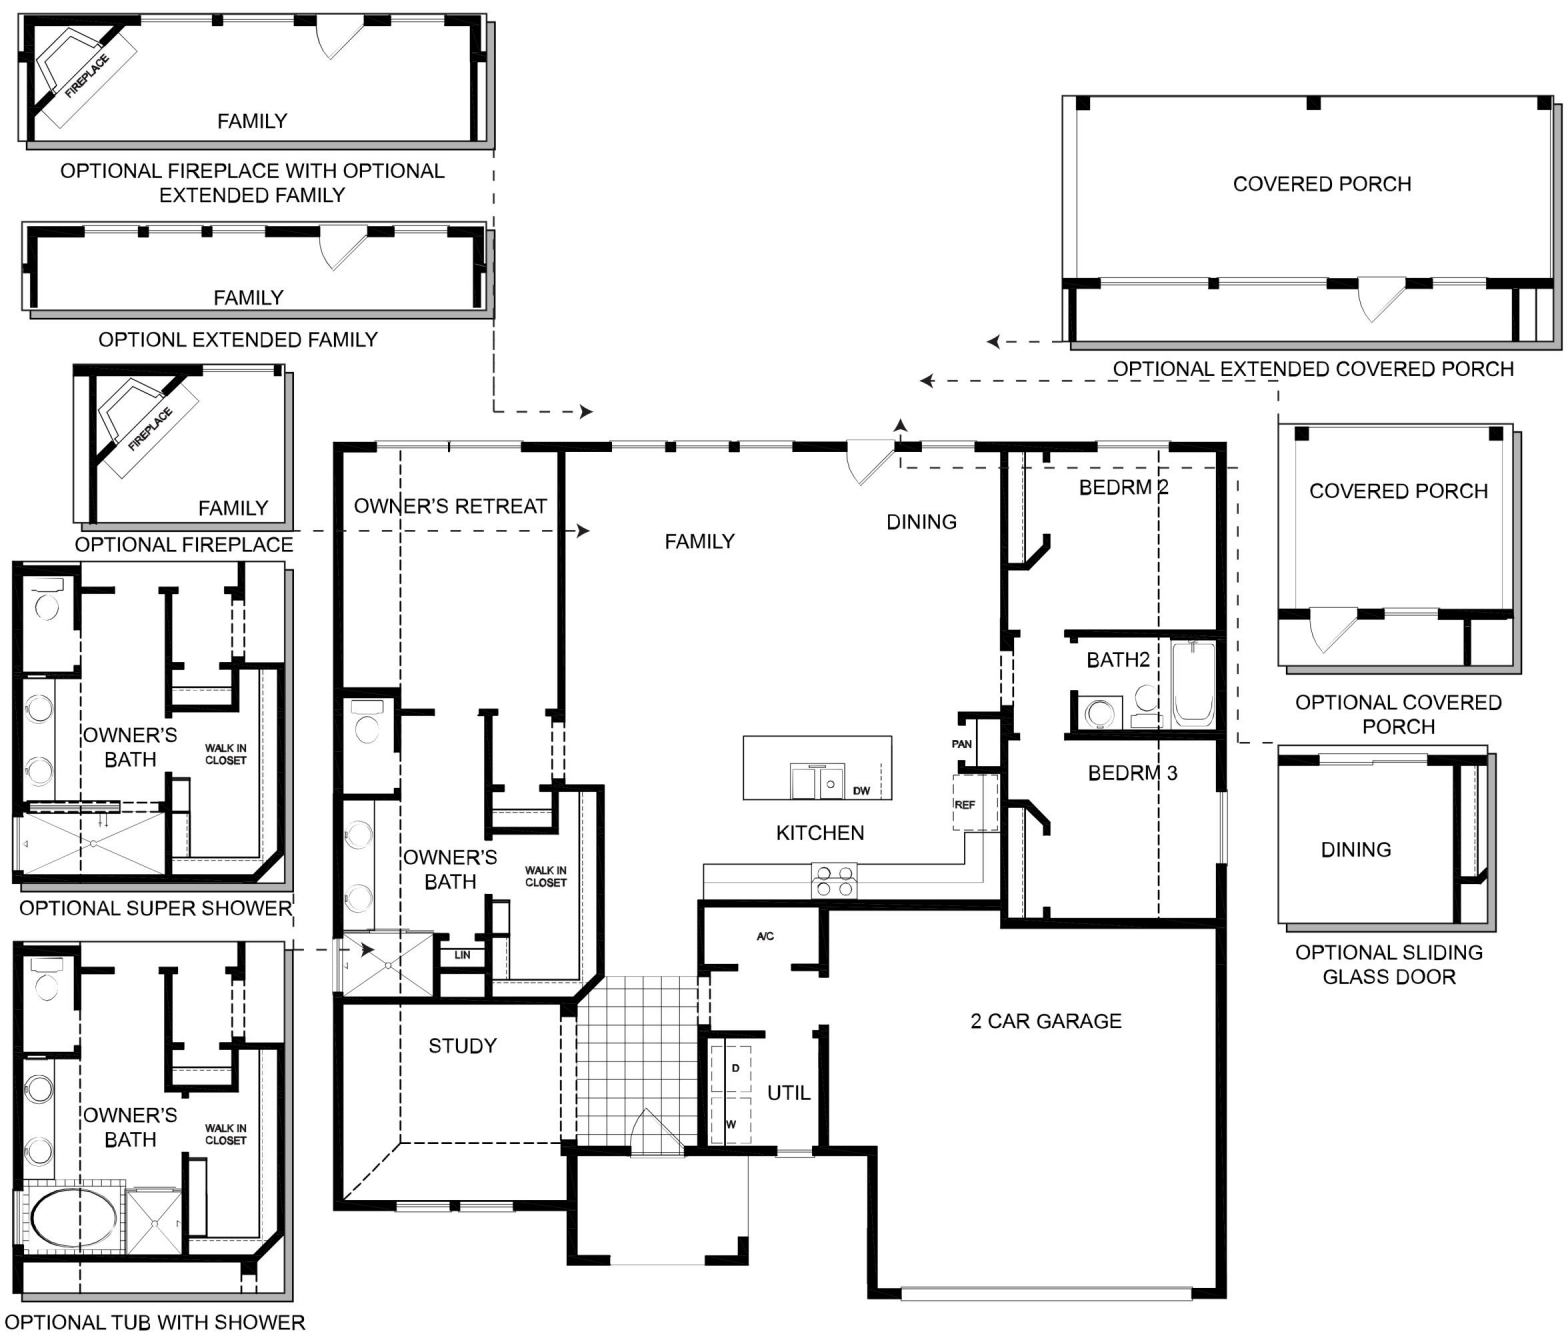 FIREPLACE
FAMILY
OPTIONAL FIREPLACE WITH OPTIONAL
EXTENDED FAMILY
FAMILY
OPTIONL EXTENDED FAMILY
FIREPLACE
FAMILY
OPTIONAL FIREPLACE
OWNER'S
BATH
WALK IN
CLOSET
OPTIONAL SUPER SHOWER
OWNER'S
BATH
WALK IN
CLOSET
OPTIONAL TUB WITH SHOWER
OWNER'S RETREAT
FAMILY
DINING
BEDRM 2
BATH2
PAN
BEDRM 3
REF
DW
KITCHEN
OWNER'S
BATH
WALK IN
CLOSET
LIN
A/C
STUDY
2 CAR GARAGE
D
UTIL
W
COVERED PORCH
OPTIONAL EXTENDED COVERED PORCH
COVERED PORCH
OPTIONAL COVERED
PORCH
DINING
OPTIONAL SLIDING
GLASS DOOR